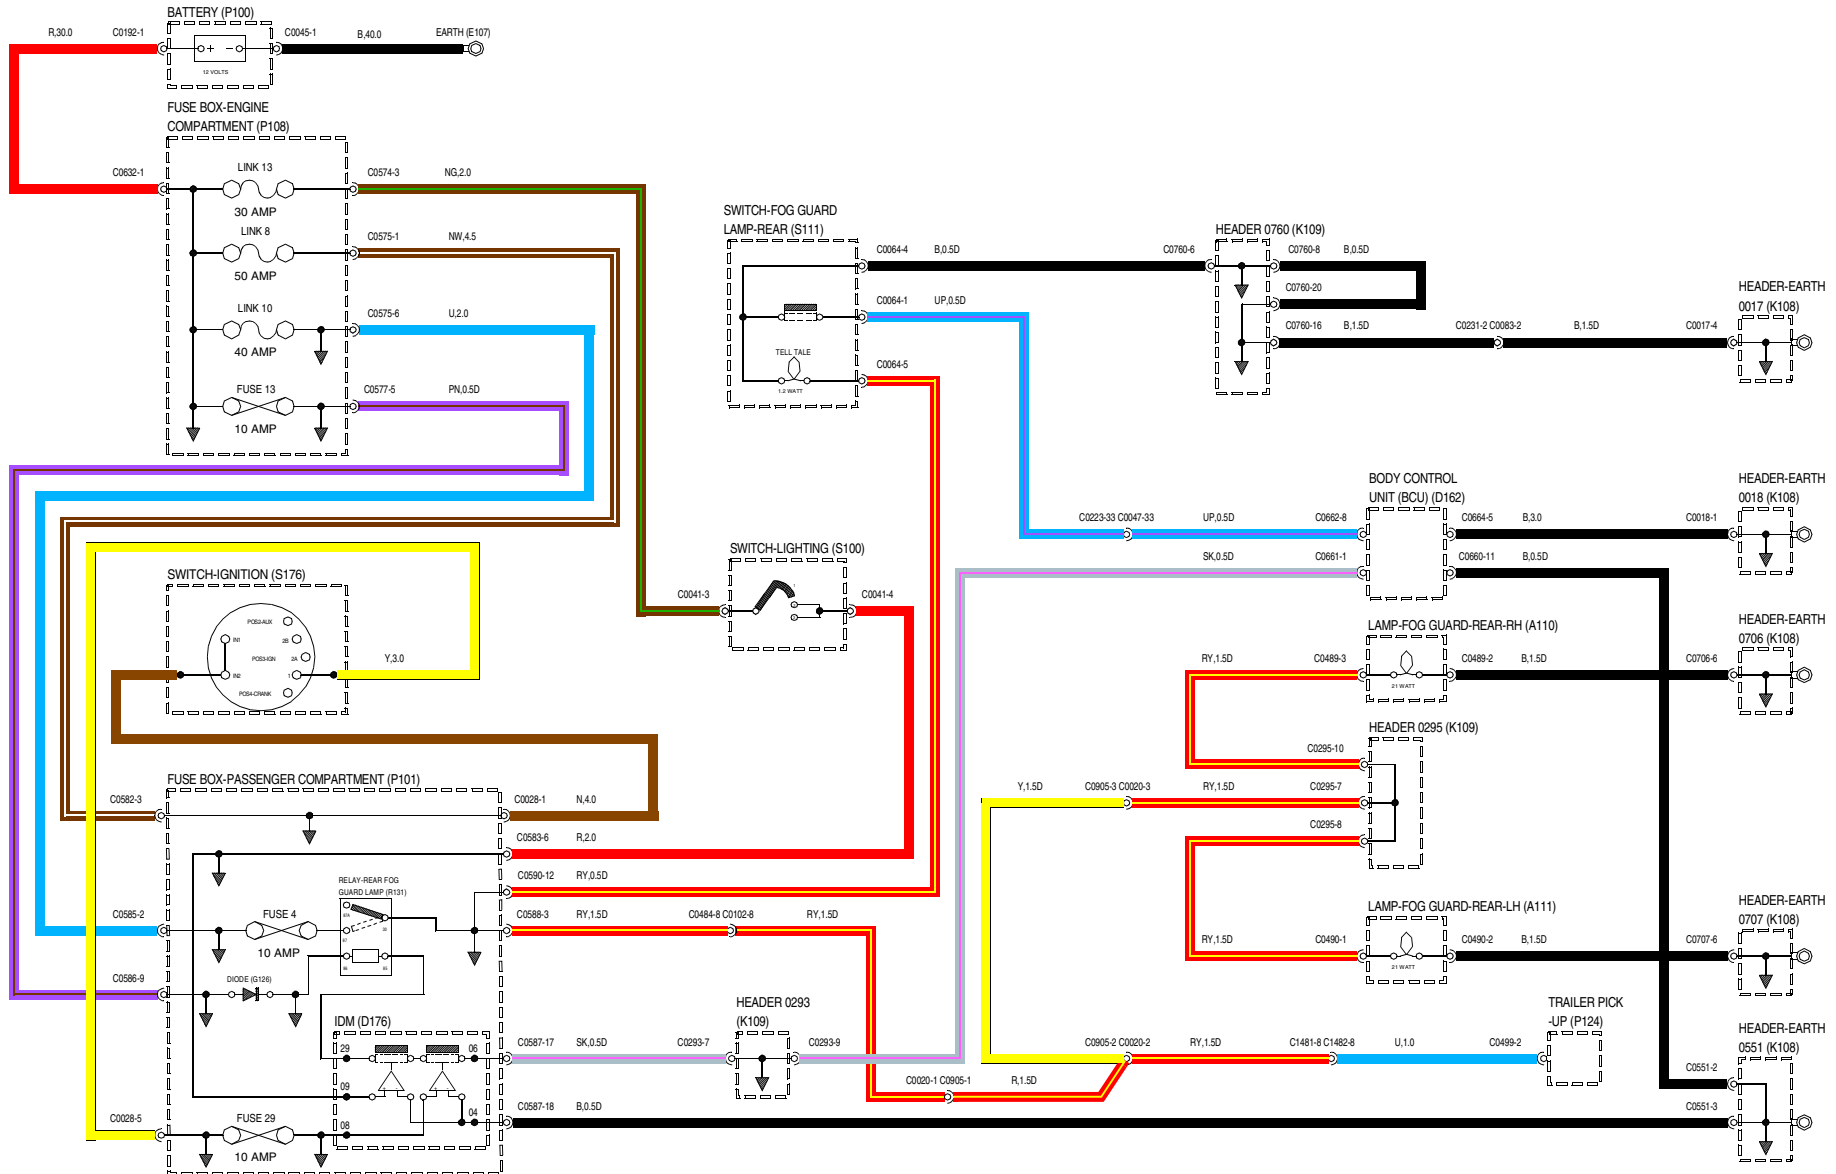 BATTERY (P100)
R,30.0
C0192-1
C0045-1
B,40.0
EARTH (E107)
12 VOLTS
FUSE BOX-ENGINE
COMPARTMENT (P108)
C0632-1
LINK 13
30 AMP
C0574-3
NG,2.0
LINK 8
50 AMP
C0575-1
NW,4.5
LINK 10
40 AMP
C0575-6
U,2.0
FUSE 13
10 AMP
C0577-5
PN,0.5D
SWITCH-FOG GUARD
LAMP-REAR (S111)
C0064-4
B,0.5D
C0064-1
UP,0.5D
TELL TALE
1.2 WATT
C0064-5
HEADER 0760 (K109)
C0760-6
C0760-8
B,0.5D
C0760-20
C0760-16
B,1.5D
C0231-2 C0083-2
B,1.5D
C0017-4
HEADER-EARTH
0017 (K108)
BODY CONTROL
UNIT (BCU) (D162)
C0223-33 C0047-33
UP,0.5D
C0662-8
SK,0.5D
C0661-1
C0664-5
B,3.0
C0018-1
C0660-11
B,0.5D
HEADER-EARTH
0018 (K108)
SWITCH-LIGHTING (S100)
C0041-3
C0041-4
SWITCH-IGNITION (S176)
POS2-AUX
IN1
2B
POS3-IGN
2A
IN2
1
POS4-CRANK
Y,3.0
LAMP-FOG GUARD-REAR-RH (A110)
RY,1.5D
C0489-3
21 WATT
C0489-2
B,1.5D
C0706-6
HEADER-EARTH
0706 (K108)
HEADER 0295 (K109)
C0295-10
Y,1.5D
C0905-3 C0020-3
RY,1.5D
C0295-7
C0295-8
FUSE BOX-PASSENGER COMPARTMENT (P101)
C0582-3
C0028-1
N,4.0
C0583-6
R,2.0
C0590-12
RY,0.5D
RELAY-REAR FOG
GUARD LAMP (R131)
87A
87
30
86
85
C0585-2
FUSE 4
10 AMP
C0588-3
RY,1.5D
C0484-8 C0102-8
RY,1.5D
C0586-9
DIODE (G126)
LAMP-FOG GUARD-REAR-LH (A111)
RY,1.5D
C0490-1
21 WATT
C0490-2
B,1.5D
C0707-6
HEADER-EARTH
0707 (K108)
IDM (D176)
29
06
09
04
08
C0587-17
SK,0.5D
C0293-7
HEADER 0293
(K109)
C0293-9
C0905-2 C0020-2
RY,1.5D
C1481-8 C1482-8
U,1.0
C0499-2
TRAILER PICK
-UP (P124)
C0020-1 C0905-1
R,1.5D
HEADER-EARTH
0551 (K108)
C0551-2
C0551-3
C0587-18
B,0.5D
C0028-5
FUSE 29
10 AMP